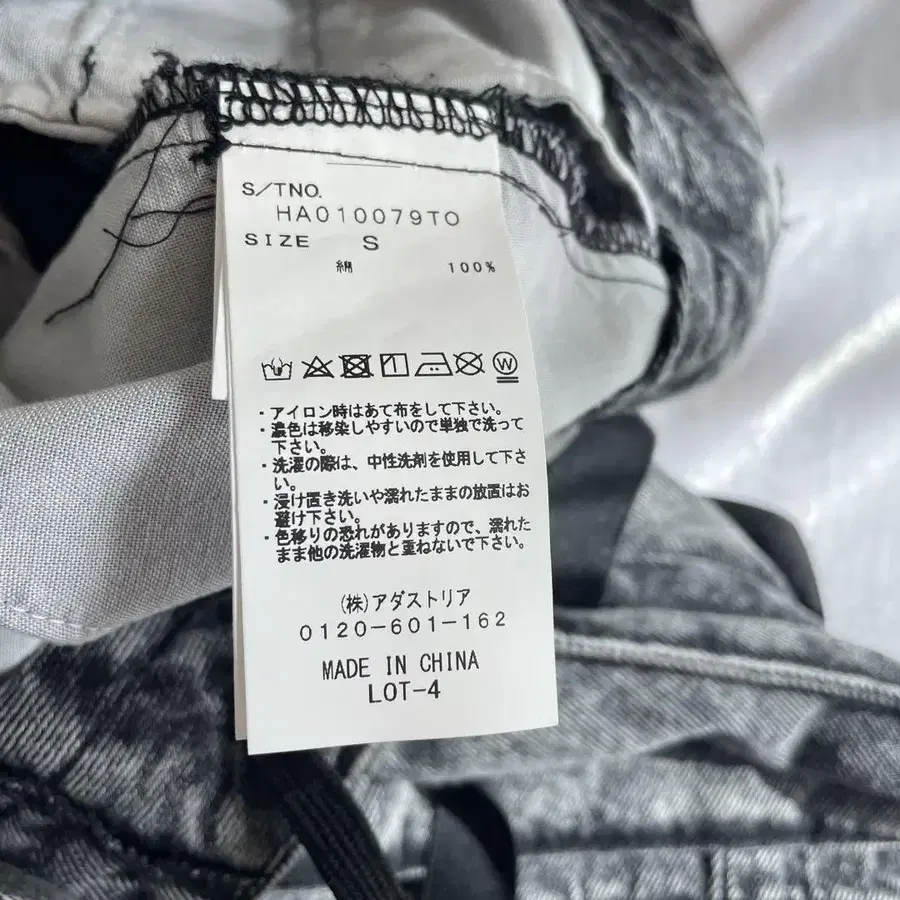 S/TNO.
HA010079TO
SIZE S
綿 100%
W
・アイロン時はあて布をして下さい。
・濃色は移染しやすいので単独で洗って
下さい。
・洗濯の際は、中性洗剤を使用して下さ
い。
・浸け置き洗いや濡れたままの放置はお
避け下さい。
・色移りの恐れがありますので、濡れた
まま他の洗濯物と重ねないで下さい。
(株)アダストリア
0120-601-162
MADE IN CHINA
LOT-4